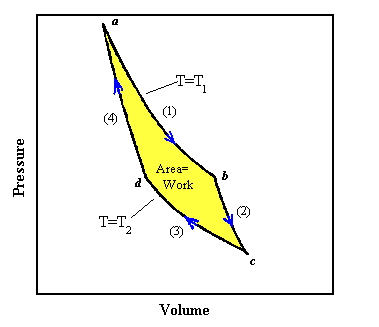 a
T=T1
(4)
(1)
Pressure
Area=
Work
b
d
T=T2
(2)
(3)
c
Volume